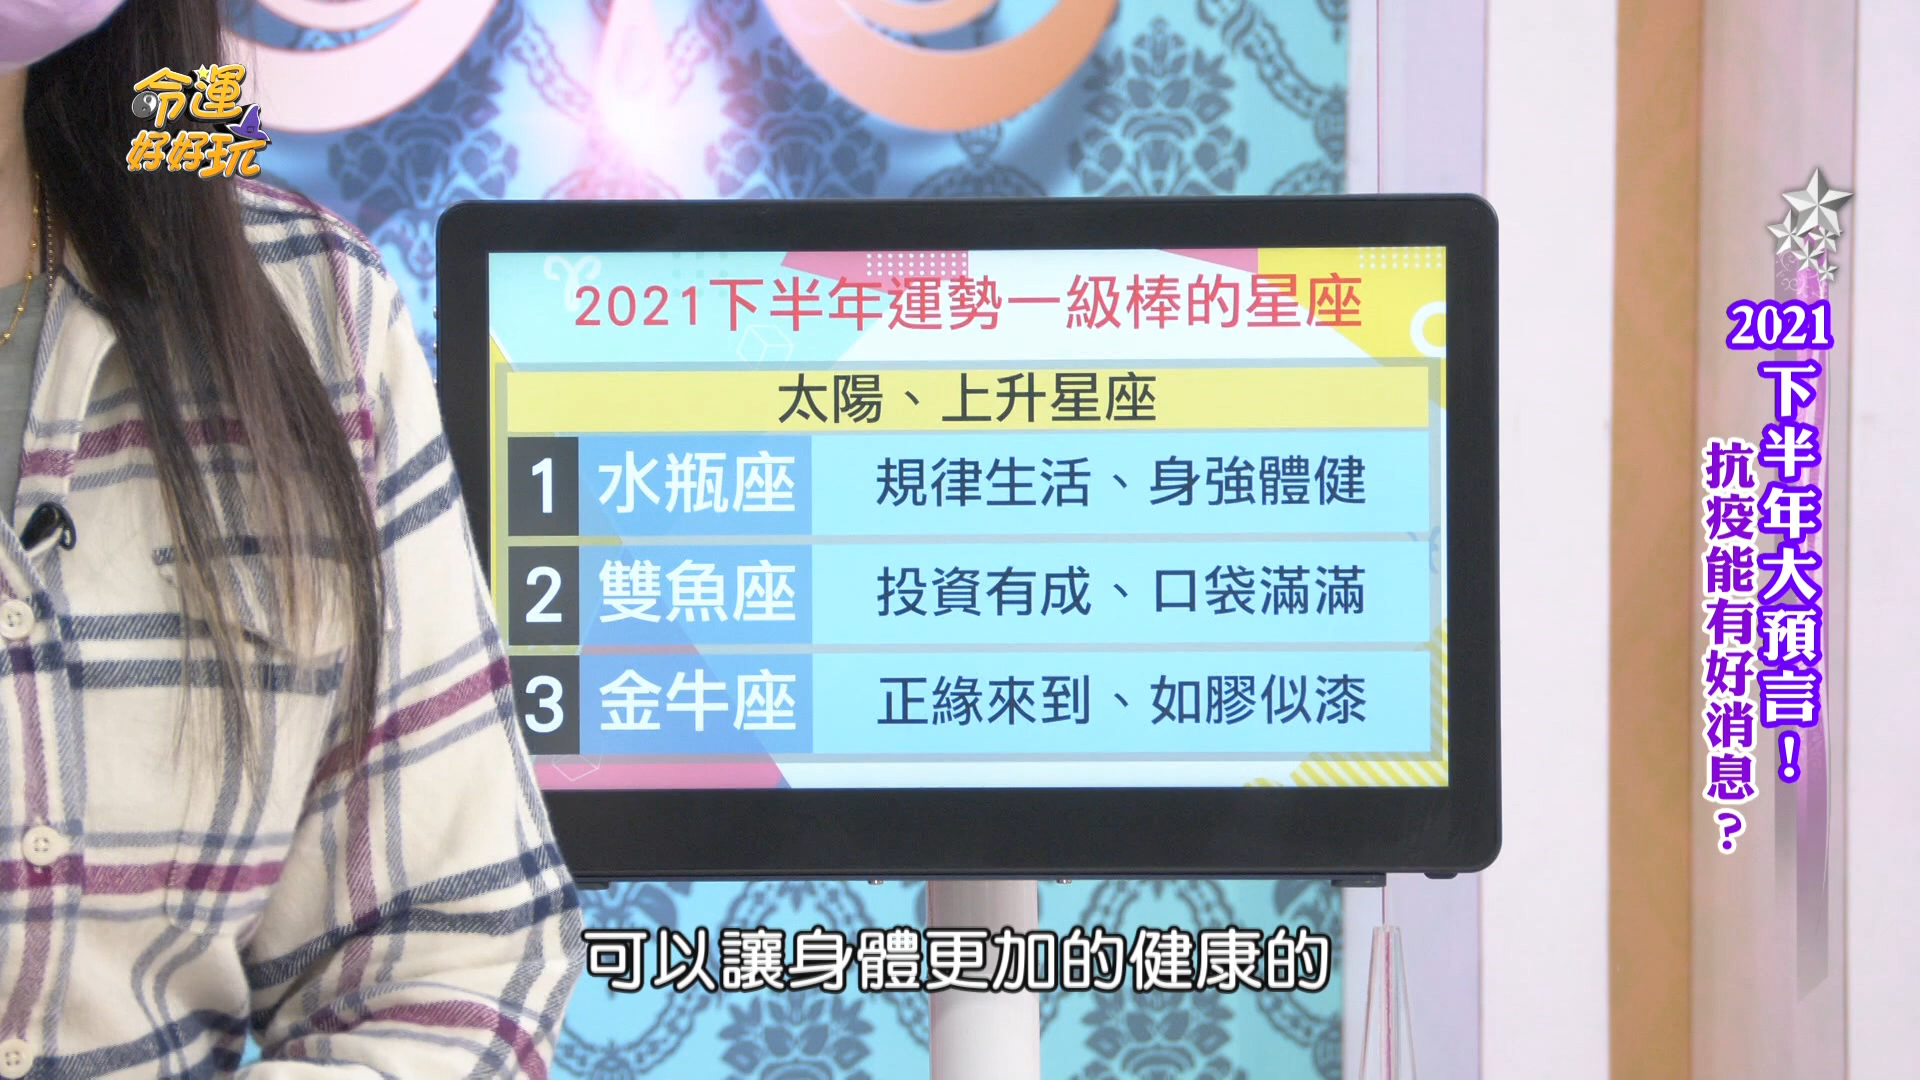 命運
好好玩
2021下半年運勢一級棒的星座
太陽、上升星座
1 水瓶座 規律生活、身強體健
2 雙魚座 投資有成、口袋滿滿
3 金牛座 正緣來到、如膠似漆
2021下半年大預言！
抗疫能有好消息？
可以讓身體更加的健康的